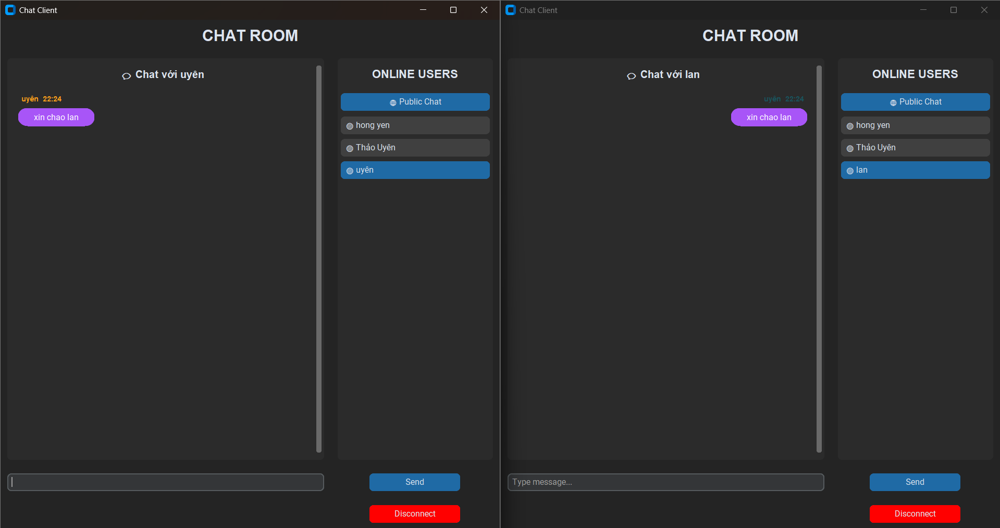 Chat Client
CHAT ROOM
Chat với uyên
uyên 22:24
xin chao lan
ONLINE USERS
Public Chat
hong yen
Thảo Uyên
uyên
Send
Disconnect
Chat Client
CHAT ROOM
Chat với lan
uyên 22:24
xin chao lan
ONLINE USERS
Public Chat
hong yen
Thảo Uyên
lan
Type message...
Send
Disconnect